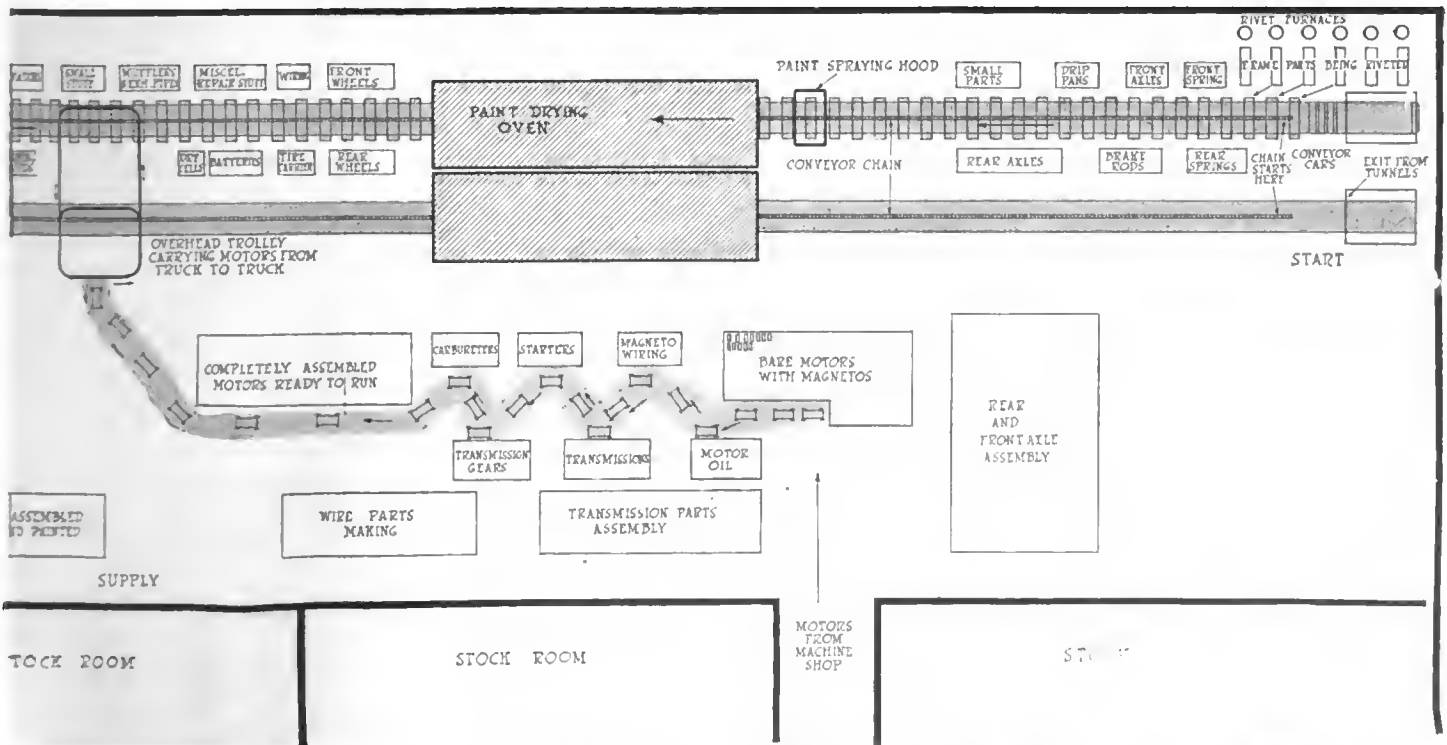 RIVET FURNACES
SMALL
STUFF
MUFFLERS
MISCEL.
REPAIR STUFF
WIRING
FRONT
WHEELS
PAINT SPRAYING HOOD
SMALL
PARTS
DRIP
PANS
FRONT
AXLES
FRONT
SPRING
FRAME PARTS BEING RIVETED
PAINT DRYING
OVEN
DRY
CELLS
BATTERIES
TIRE
CARRIER
REAR
WHEELS
CONVEYOR CHAIN
REAR AXLES
BRAKE
RODS
REAR
SPRINGS
CHAIN
STARTS
HERE
CONVEYOR
CARS
EXIT FROM
TUNNELS
OVERHEAD TROLLEY
CARRYING MOTORS FROM
TRUCK TO TRUCK
START
COMPLETELY ASSEMBLED
MOTORS READY TO RUN
CARBURETERS
STARTERS
MAGNETO
WIRING
BARE MOTORS
WITH MAGNETOS
REAR
AND
FRONT AXLE
ASSEMBLY
TRANSMISSION
GEARS
TRANSMISSIONS
MOTOR
OIL
ASSEMBLED
WIRE PARTS
MAKING
TRANSMISSION PARTS
ASSEMBLY
SUPPLY
TOCK ROOM
STOCK ROOM
MOTORS
FROM
MACHINE
SHOP